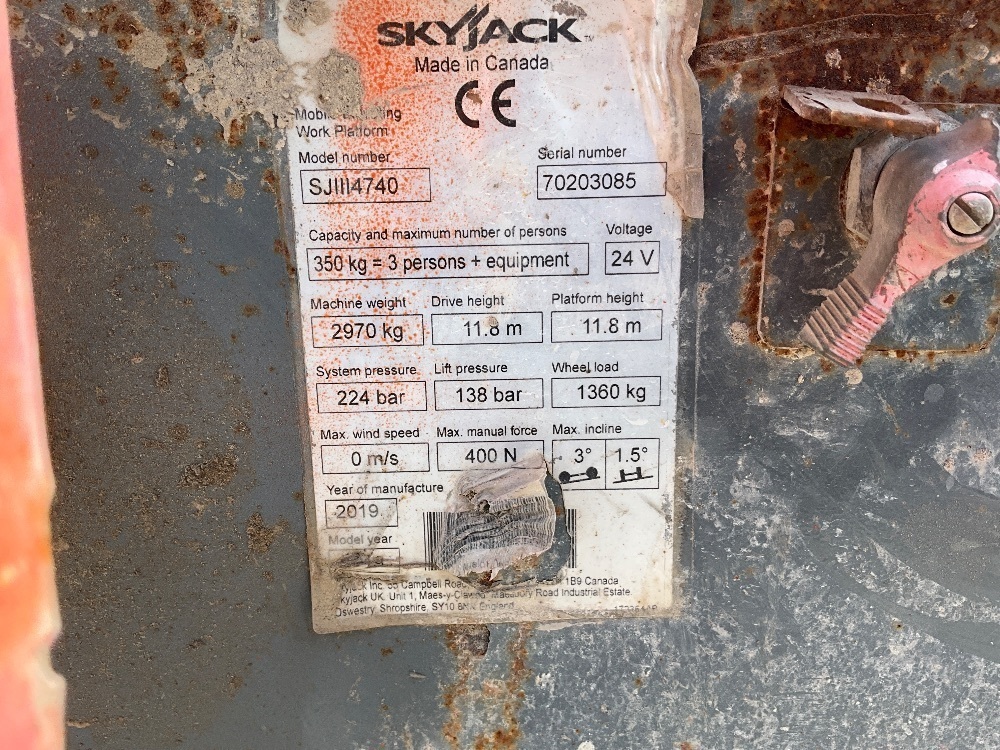 SKYJACK™
Made in Canada
CE
Work Platform
Model number Serial number
SJIII4740 70203085
Capacity and maximum number of persons Voltage
350 kg = 3 persons + equipment 24 V
Machine weight Drive height Platform height
2970 kg 11.8 m 11.8 m
System pressure Lift pressure Wheel load
224 bar 138 bar 1360 kg
Max. wind speed Max. manual force Max. incline
0 m/s 400 N 3° 1.5°
Year of manufacture
2019
Model year
Inc. 55 Campbell Road 1B9 Canada
Skyjack UK. Unit 1, Road Industrial Estate.
Oswestry, Shropshire, SY10 England